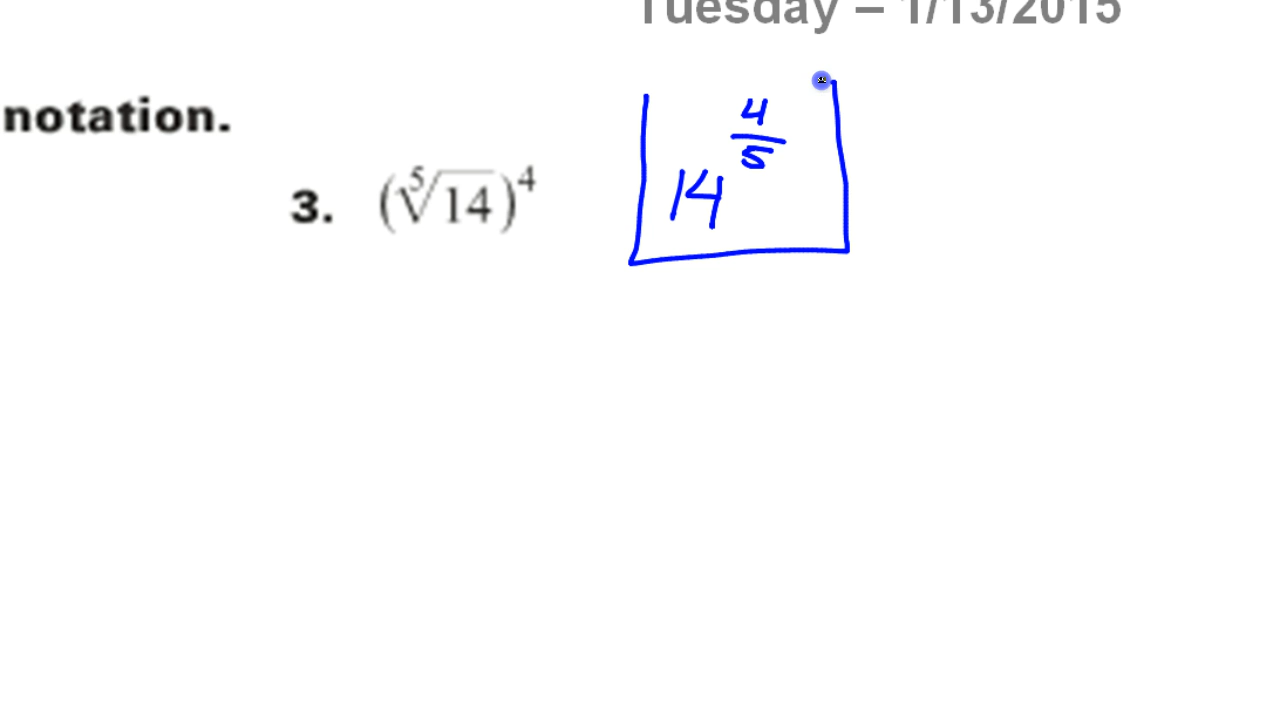 Tuesday – 1/13/2015
notation.
3. (⁵√14)⁴ 14^(4/5)